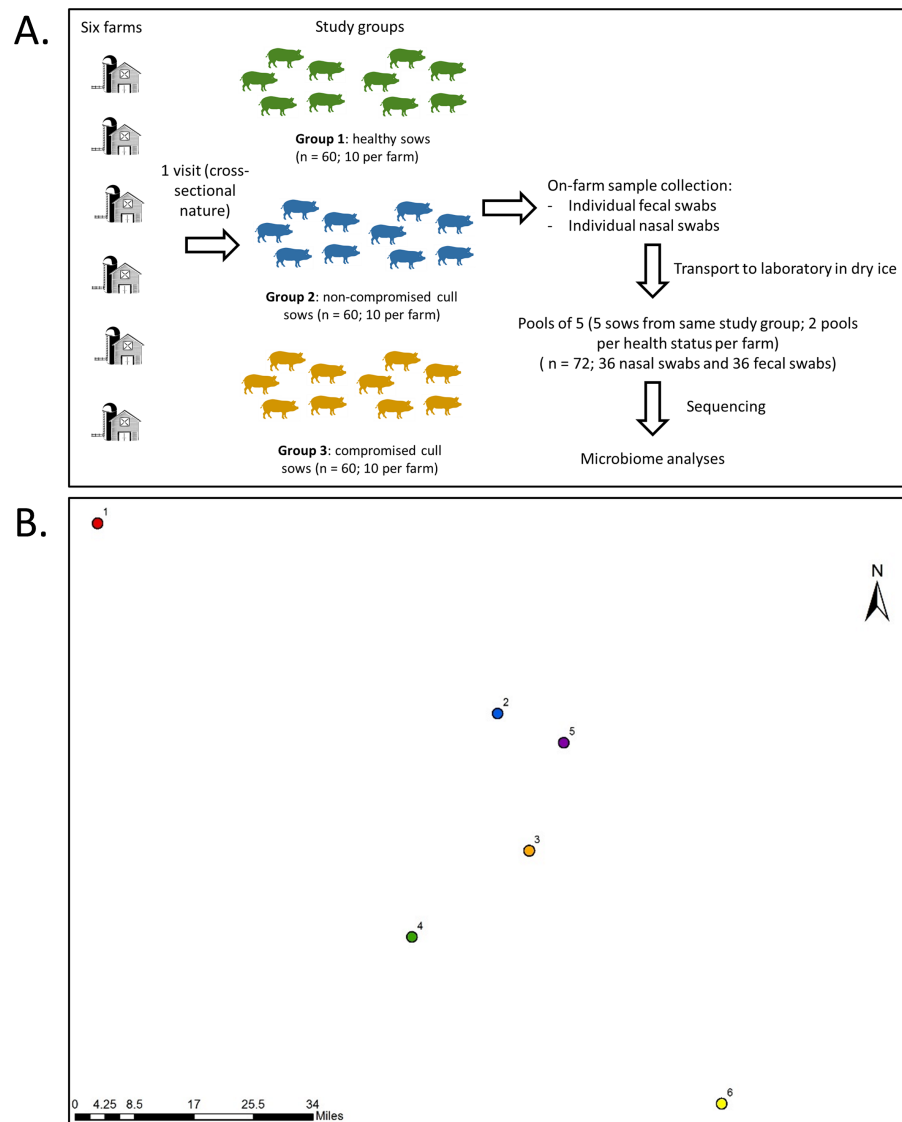 A.
Six farms
Study groups
Group 1: healthy sows
(n = 60; 10 per farm)
1 visit (cross-
sectional
nature)
Group 2: non-compromised cull
sows (n = 60; 10 per farm)
Group 3: compromised cull
sows (n = 60; 10 per farm)
On-farm sample collection:
- Individual fecal swabs
- Individual nasal swabs
Transport to laboratory in dry ice
Pools of 5 (5 sows from same study group; 2 pools
per health status per farm)
( n = 72; 36 nasal swabs and 36 fecal swabs)
Sequencing
Microbiome analyses
B.
1
N
2
5
3
4
6
0 4.25 8.5 17 25.5 34
Miles